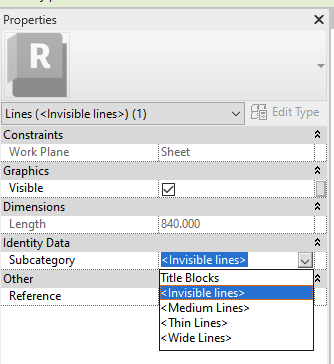 Properties
R
Lines (<Invisible lines>) (1)
Edit Type
Constraints
Work Plane Sheet
Graphics
Visible
Dimensions
Length 840.000
Identity Data
Subcategory <Invisible lines>
Other
Reference
Title Blocks
<Invisible lines>
<Medium Lines>
<Thin Lines>
<Wide Lines>